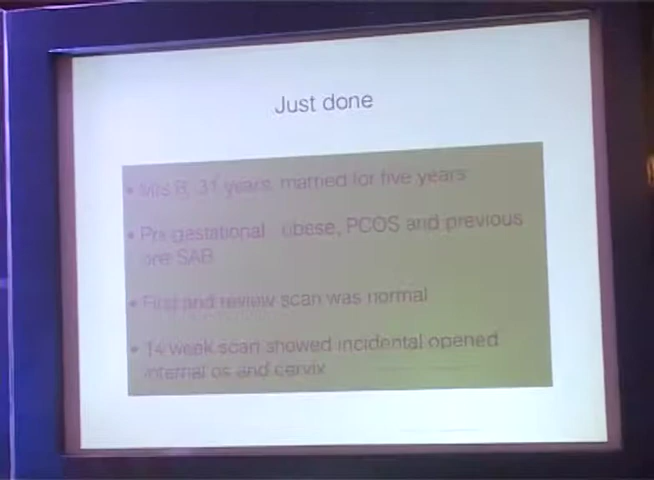 Just done
• Mrs B, 31 years, married for five years
• Pre gestational obese, PCOS and previous
one SAB
• First and review scan was normal
• 14 week scan showed incidental opened
internal os and cervix